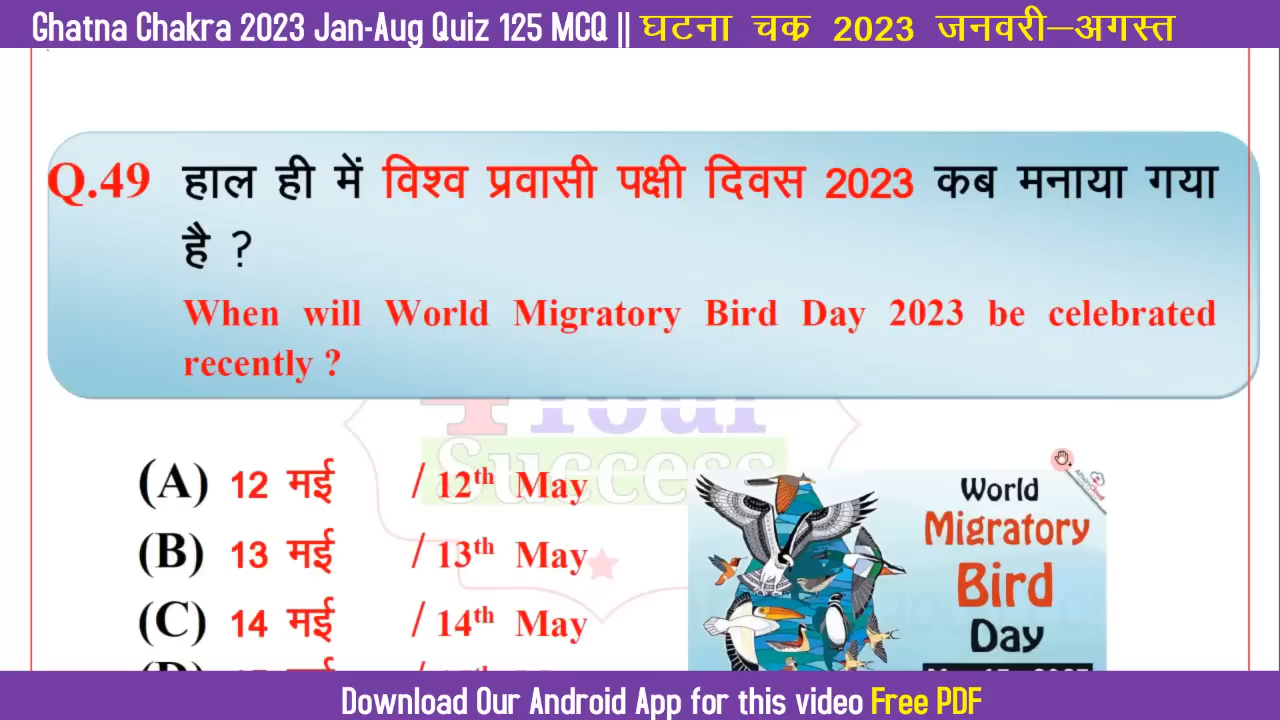 Ghatna Chakra 2023 Jan-Aug Quiz 125 MCQ || घटना चक्र 2023 जनवरी–अगस्त
Q.49 हाल ही में विश्व प्रवासी पक्षी दिवस 2023 कब मनाया गया
है ?
When will World Migratory Bird Day 2023 be celebrated
recently ?
Your
Success
(A) 12 मई / 12th May
(B) 13 मई / 13th May
(C) 14 मई / 14th May
World
Migratory
Bird
Day
Download Our Android App for this video Free PDF